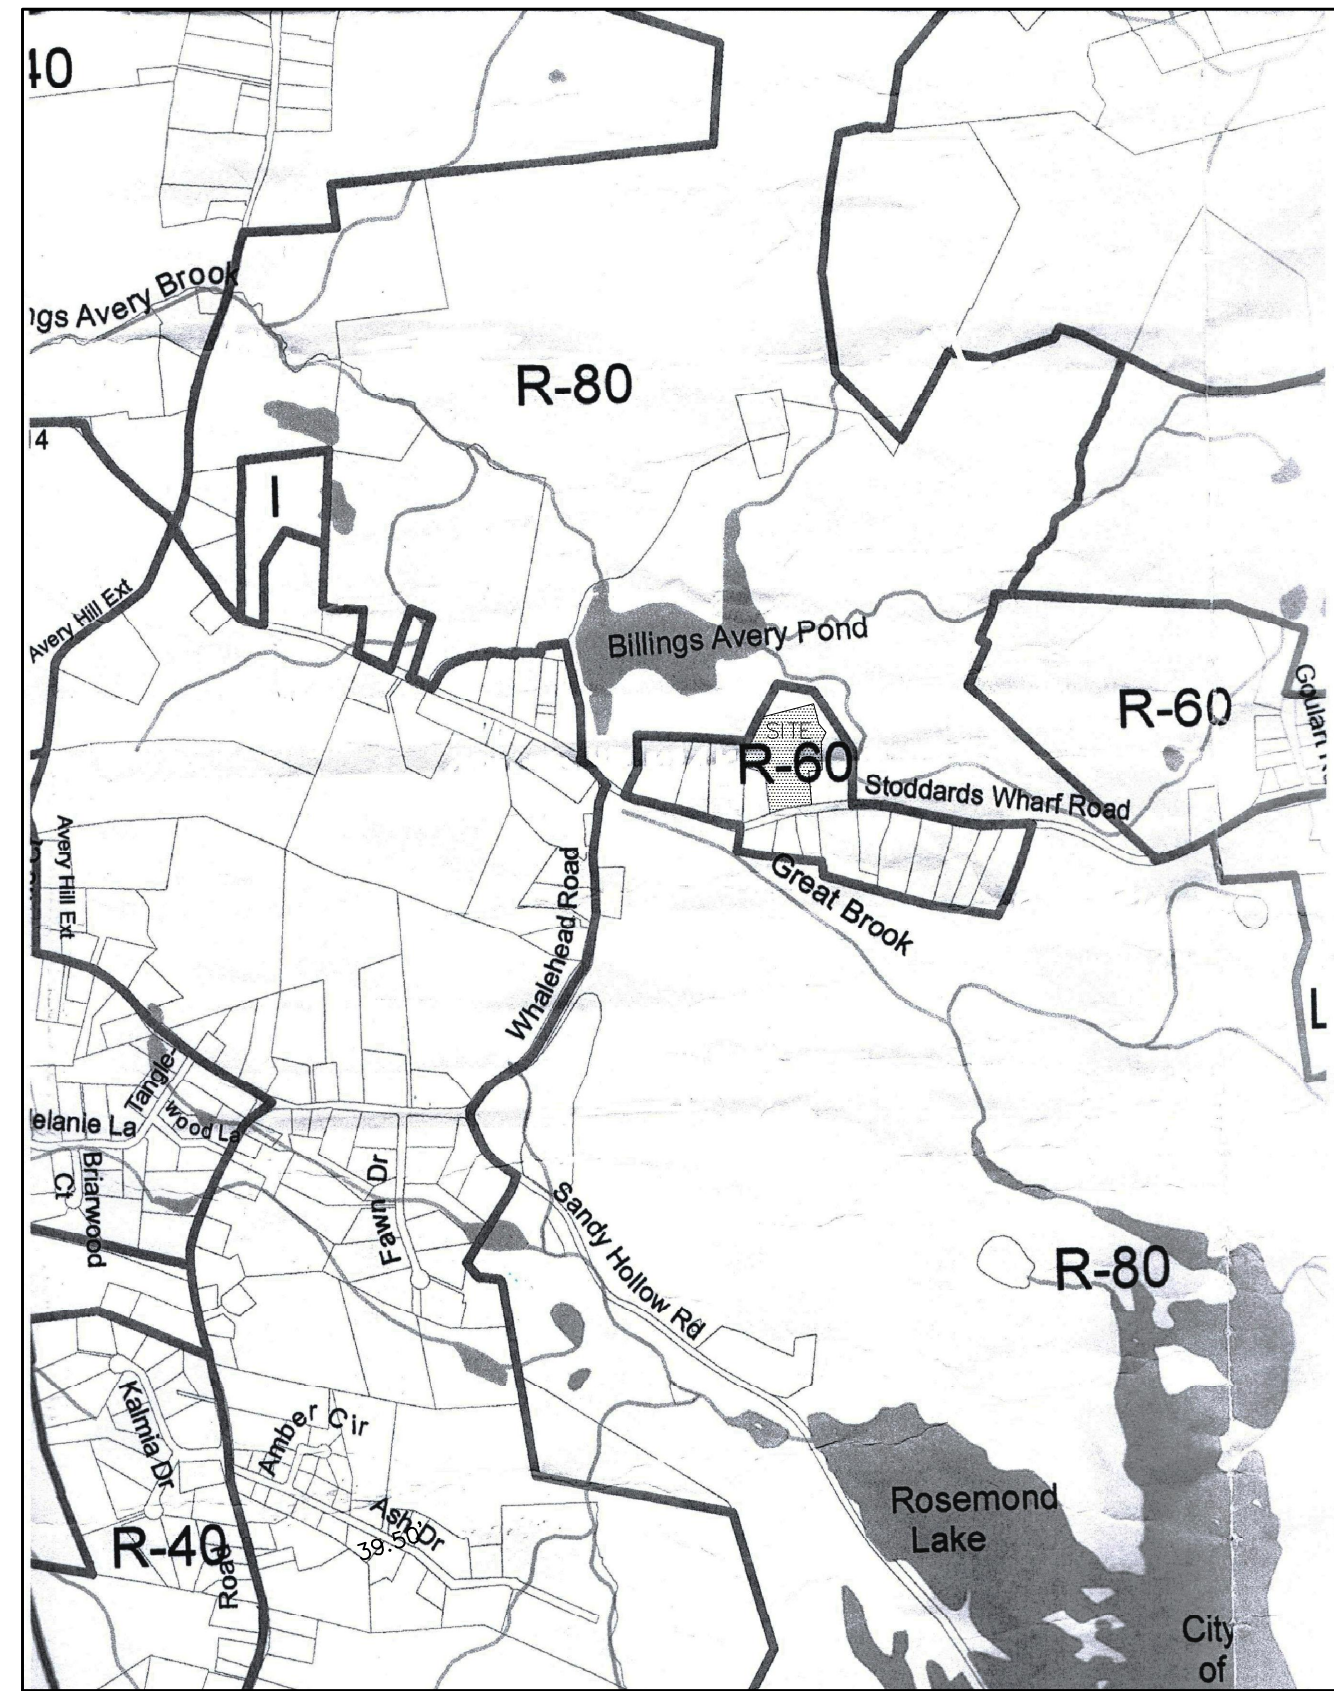 40
ngs Avery Brook
R-80
14
I
Avery Hill Ext
Billings Avery Pond
R-60
SITE
R-60
Stoddards Wharf Road
Avery Hill Ext
Great Brook
Whalehead Road
L
Tangle-
wood La
elanie La
Briarwood
Ct
Fawn Dr
Sandy Hollow Rd
R-80
Kalmia Dr
Amber Cir
Ash Dr
39.50'
R-40
Road
Rosemond
Lake
City
of